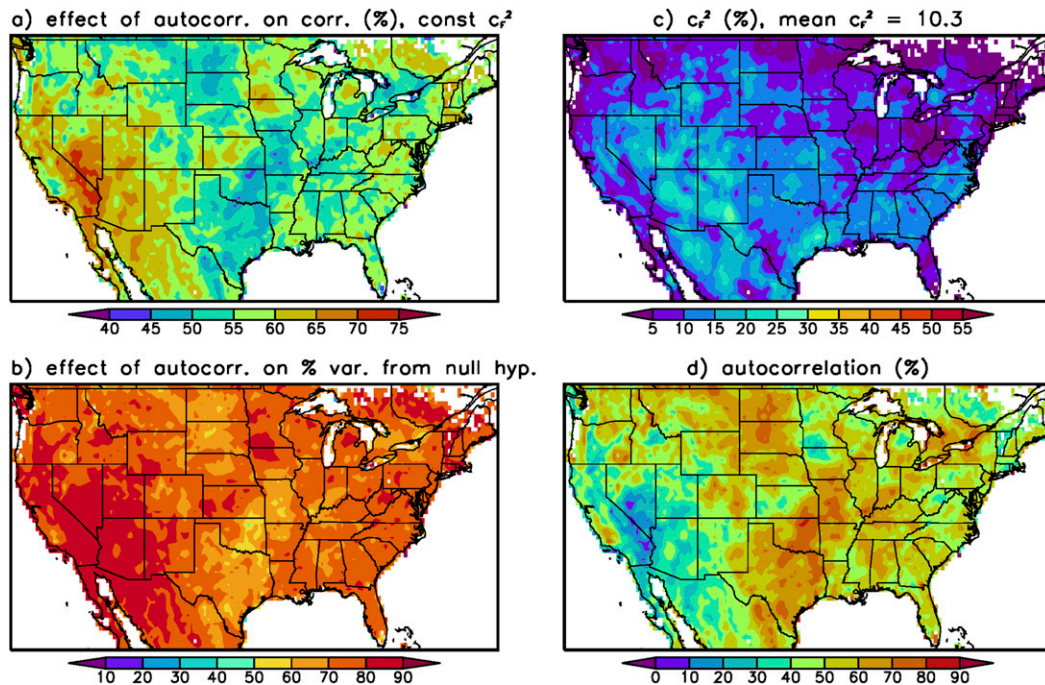 a) effect of autocorr. on corr. (%), const c_F²
c) c_F² (%), mean c_F² = 10.3
40 45 50 55 60 65 70 75
5 10 15 20 25 30 35 40 45 50 55
b) effect of autocorr. on % var. from null hyp.
d) autocorrelation (%)
10 20 30 40 50 60 70 80 90
0 10 20 30 40 50 60 70 80 90